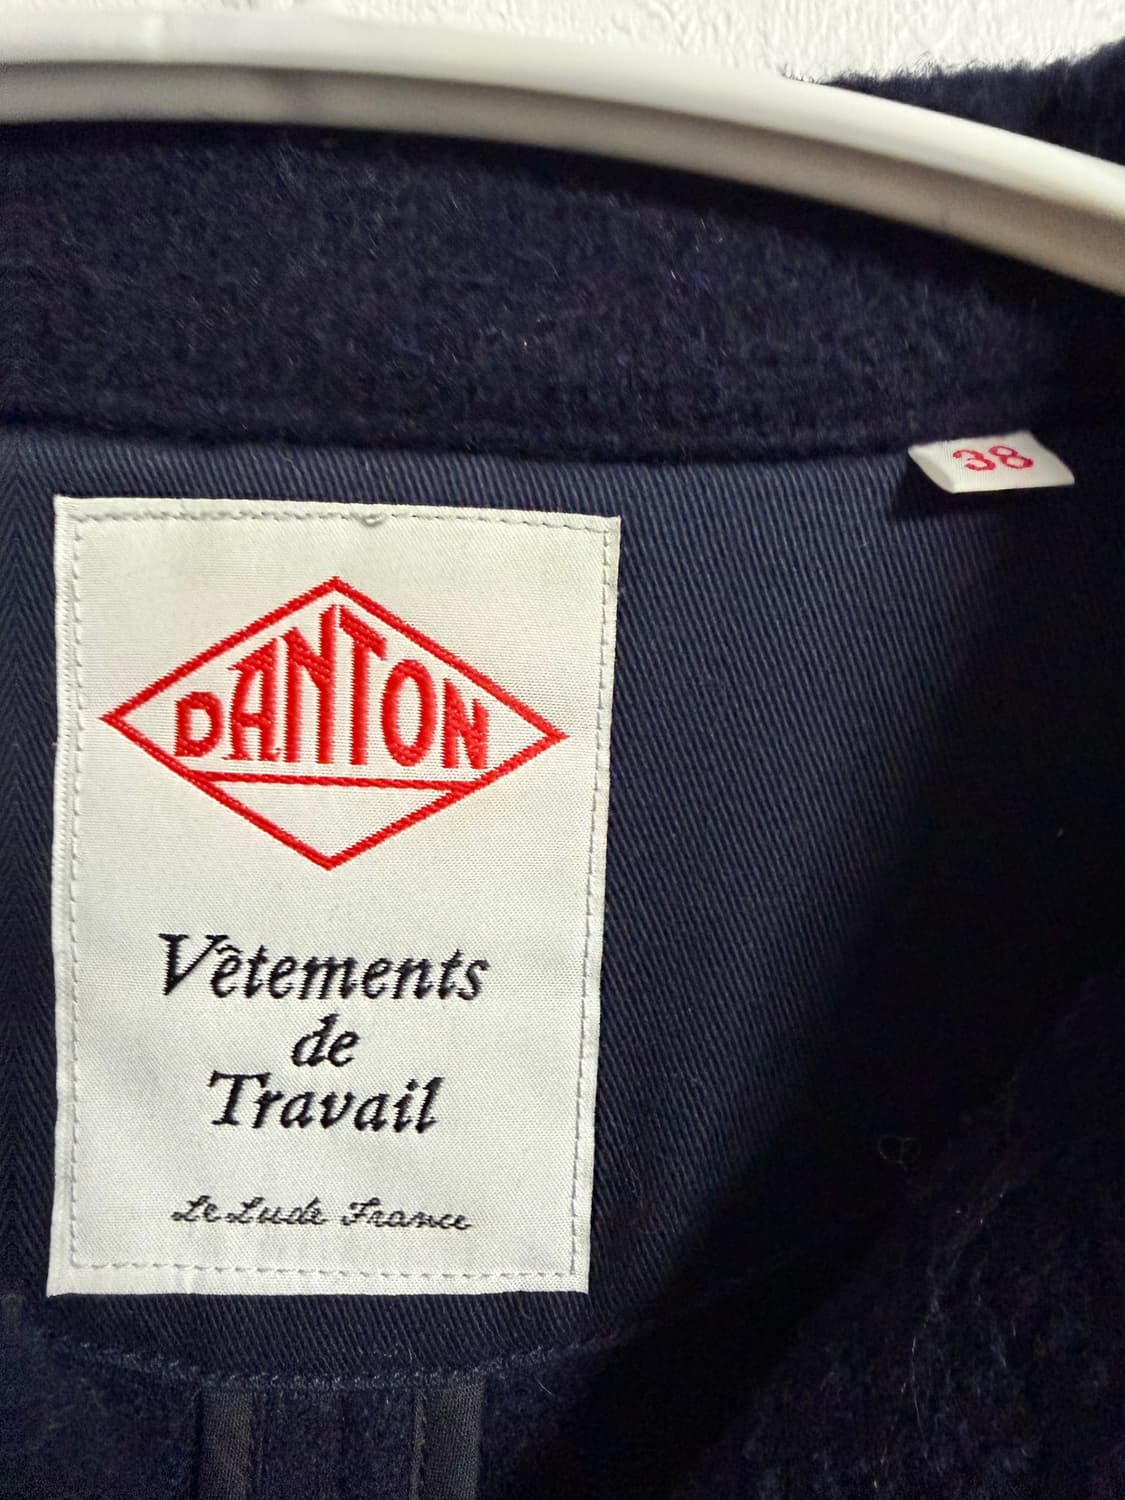 38
DANTON
Vêtements
de
Travail
Le Lude France